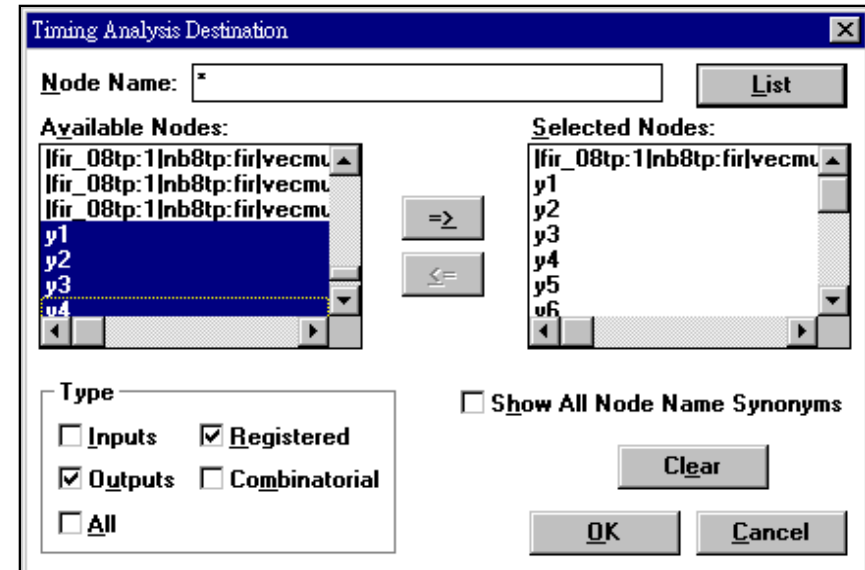 Timing Analysis Destination
Node Name: *
List
Available Nodes:
|fir_08tp:1|nb8tp:fir|vecmu
|fir_08tp:1|nb8tp:fir|vecmu
|fir_08tp:1|nb8tp:fir|vecmu
y1
y2
y3
y4
=>
<=
Selected Nodes:
|fir_08tp:1|nb8tp:fir|vecmu
y1
y2
y3
y4
y5
y6
Type
Inputs
Registered
Outputs
Combinatorial
All
Show All Node Name Synonyms
Clear
OK
Cancel